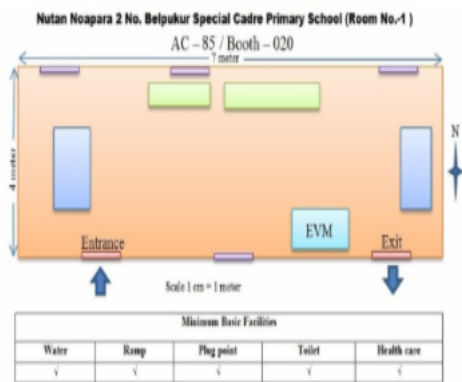 Nutan Noapara 2 No. Belpukur Special Cadre Primary School (Room No.-1 )
AC – 85 / Booth – 020
7 meter
4 meter
N
EVM
Entrance
Exit
Scale 1 cm = 1 meter
Minimum Basic Facilities
Water Ramp Plug point Toilet Health care
√ √ √ √ √